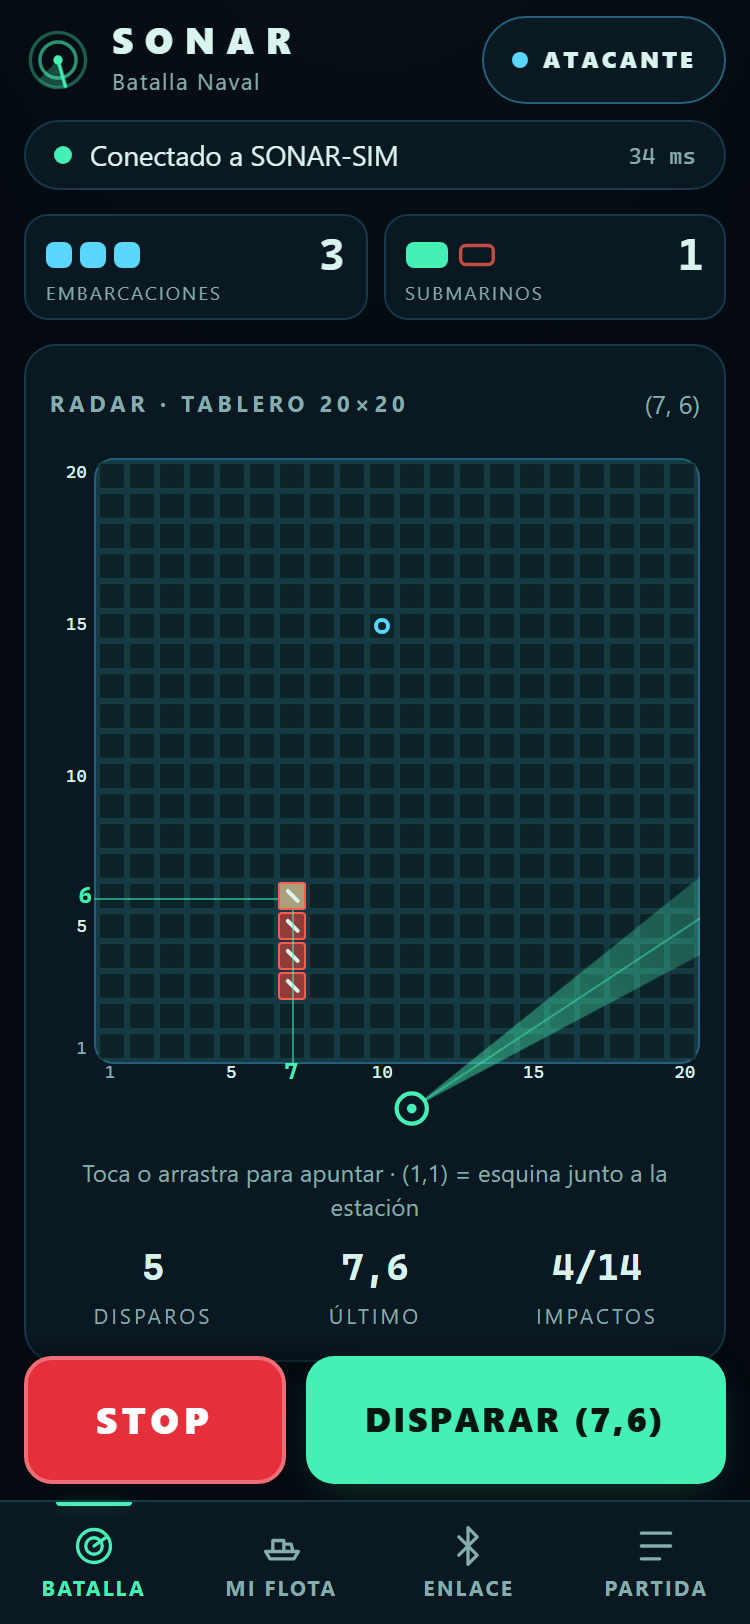 SONAR
Batalla Naval
ATACANTE
Conectado a SONAR-SIM
34 ms
3
EMBARCACIONES
1
SUBMARINOS
RADAR · TABLERO 20×20
(7, 6)
20
15
10
6
5
1
1
5
7
10
15
20
Toca o arrastra para apuntar · (1,1) = esquina junto a la
estación
5
7,6
4/14
DISPAROS
ÚLTIMO
IMPACTOS
STOP
DISPARAR (7,6)
BATALLA
MI FLOTA
ENLACE
PARTIDA